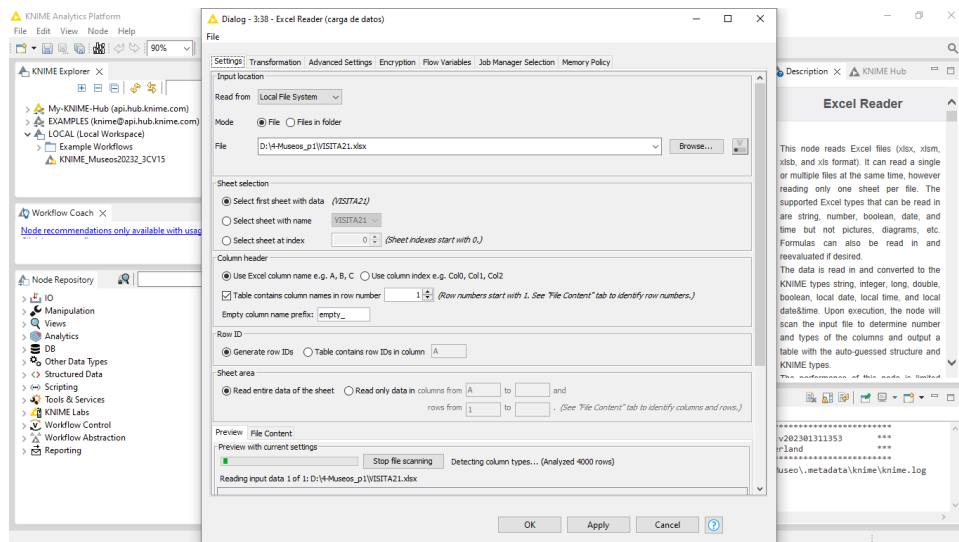 KNIME Analytics Platform
File Edit View Node Help
90%
KNIME Explorer
My-KNIME-Hub (api.hub.knime.com)
EXAMPLES (knime@api.hub.knime.com)
LOCAL (Local Workspace)
Example Workflows
KNIME_Museos20232_3CV15
Workflow Coach
Node recommendations only available with usag
Node Repository
IO
Manipulation
Views
Analytics
DB
Other Data Types
Structured Data
Scripting
Tools & Services
KNIME Labs
Workflow Control
Workflow Abstraction
Reporting
Dialog - 3:38 - Excel Reader (carga de datos)
File
Settings Transformation Advanced Settings Encryption Flow Variables Job Manager Selection Memory Policy
Input location
Read from Local File System
Mode File Files in folder
File D:\4-Museos_p1\VISITA21.xlsx Browse...
Sheet selection
Select first sheet with data (VISITA21)
Select sheet with name VISITA21
Select sheet at index 0 (Sheet indexes start with 0.)
Column header
Use Excel column name e.g. A, B, C Use column index e.g. Col0, Col1, Col2
Table contains column names in row number 1 (Row numbers start with 1. See "File Content" tab to identify row numbers.)
Empty column name prefix: empty_
Row ID
Generate row IDs Table contains row IDs in column A
Sheet area
Read entire data of the sheet Read only data in columns from A to and
rows from 1 to . (See "File Content" tab to identify columns and rows.)
Preview File Content
Preview with current settings
Stop file scanning Detecting column types... (Analyzed 4000 rows)
Reading input data 1 of 1: D:\4-Museos_p1\VISITA21.xlsx
OK Apply Cancel
Description KNIME Hub
Excel Reader
This node reads Excel files (xlsx, xlsm,
xlsb, and xls format). It can read a single
or multiple files at the same time, however
reading only one sheet per file. The
supported Excel types that can be read in
are string, number, boolean, date, and
time but not pictures, diagrams, etc.
Formulas can also be read in and
reevaluated if desired.
The data is read in and converted to the
KNIME types string, integer, long, double,
boolean, local date, local time, and local
date&time. Upon execution, the node will
scan the input file to determine number
and types of the columns and output a
table with the auto-guessed structure and
KNIME types.
The performance of this node is limited
*************************
v202301311353 ***
rland ***
*************************
useo\.metadata\knime\knime.log